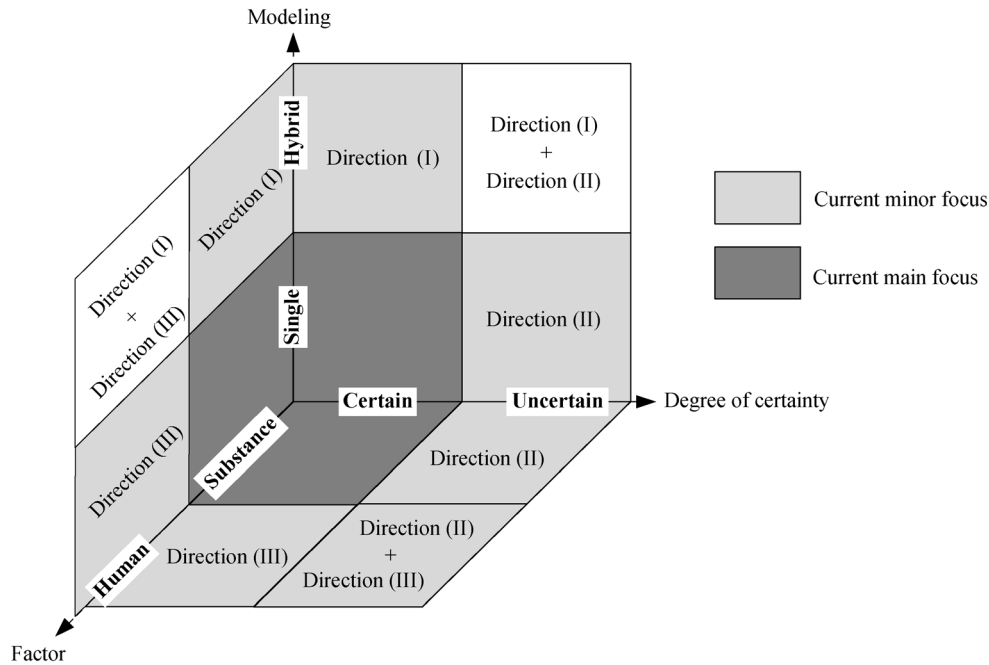 Modeling
Hybrid
Direction (I)
Direction (I)
+
Direction (II)
Direction (I)
Direction (I)
+
Direction (III)
Current minor focus
Current main focus
Single
Direction (II)
Certain
Uncertain
Degree of certainty
Substance
Direction (III)
Direction (II)
Human
Direction (III)
Direction (II)
+
Direction (III)
Factor